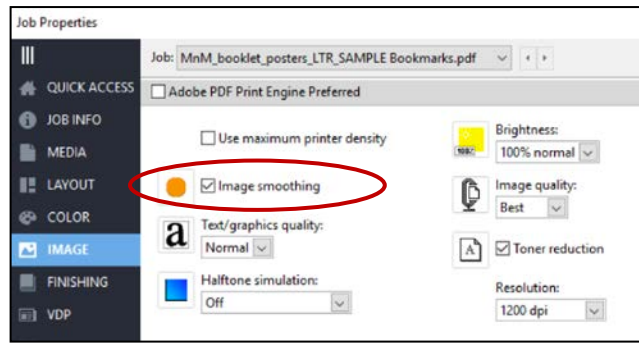 Job Properties
Job: MnM_booklet_posters_LTR_SAMPLE Bookmarks.pdf
QUICK ACCESS
JOB INFO
MEDIA
LAYOUT
COLOR
IMAGE
FINISHING
VDP
Adobe PDF Print Engine Preferred
Use maximum printer density
Image smoothing
a
Text/graphics quality:
Normal
Halftone simulation:
Off
100%
Brightness:
100% normal
Image quality:
Best
A
Toner reduction
Resolution:
1200 dpi